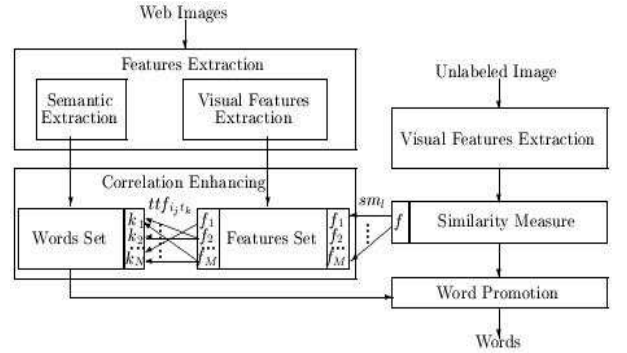 Web Images
Features Extraction
Semantic
Extraction
Visual Features
Extraction
Unlabeled Image
Visual Features Extraction
Correlation Enhancing
ttf_{i_j t_k}
sm_l
Words Set
k_1
k_2
...
k_N
f_1
f_2
...
f_M
Features Set
f_1
f_2
...
f_M
f
Similarity Measure
Word Promotion
Words